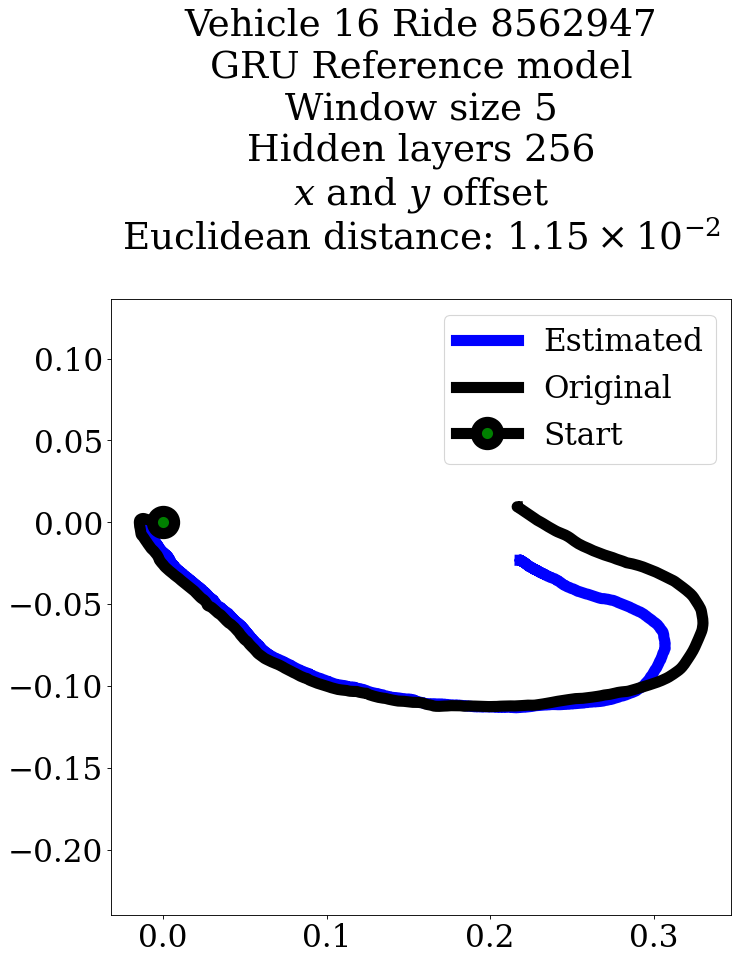 Vehicle 16 Ride 8562947
GRU Reference model
Window size 5
Hidden layers 256
x and y offset
Euclidean distance: 1.15 × 10⁻²
Estimated
Original
Start
0.10
0.05
0.00
−0.05
−0.10
−0.15
−0.20
0.0 0.1 0.2 0.3